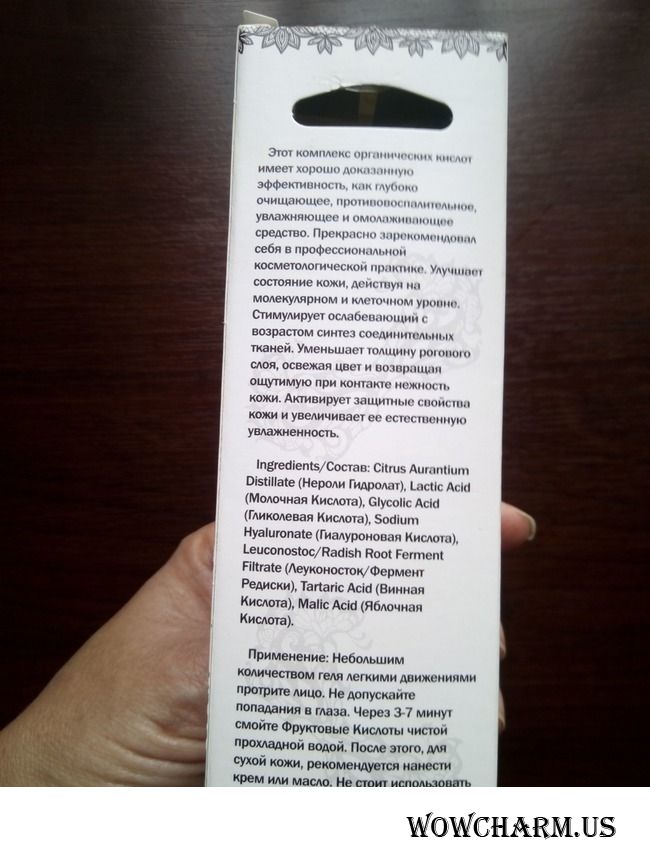 Этот комплекс органических кислот
имеет хорошо доказанную
эффективность, как глубоко
очищающее, противовоспалительное,
увлажняющее и омолаживающее
средство. Прекрасно зарекомендовал
себя в профессиональной
косметологической практике. Улучшает
состояние кожи, действуя на
молекулярном и клеточном уровне.
Стимулирует ослабевающий с
возрастом синтез соединительных
тканей. Уменьшает толщину рогового
слоя, освежая цвет и возвращая
ощутимую при контакте нежность
кожи. Активирует защитные свойства
кожи и увеличивает ее естественную
увлажненность.
Ingredients/Состав: Citrus Aurantium
Distillate (Нероли Гидролат), Lactic Acid
(Молочная Кислота), Glycolic Acid
(Гликолевая Кислота), Sodium
Hyaluronate (Гиалуроновая Кислота),
Leuconostoc/Radish Root Ferment
Filtrate (Леуконосток/Фермент
Редиски), Tartaric Acid (Винная
Кислота), Malic Acid (Яблочная
Кислота).
Применение: Небольшим
количеством геля легкими движениями
протрите лицо. Не допускайте
попадания в глаза. Через 3-7 минут
смойте Фруктовые Кислоты чистой
прохладной водой. После этого, для
сухой кожи, рекомендуется нанести
крем или масло. Не стоит использовать
WOWCHARM.US